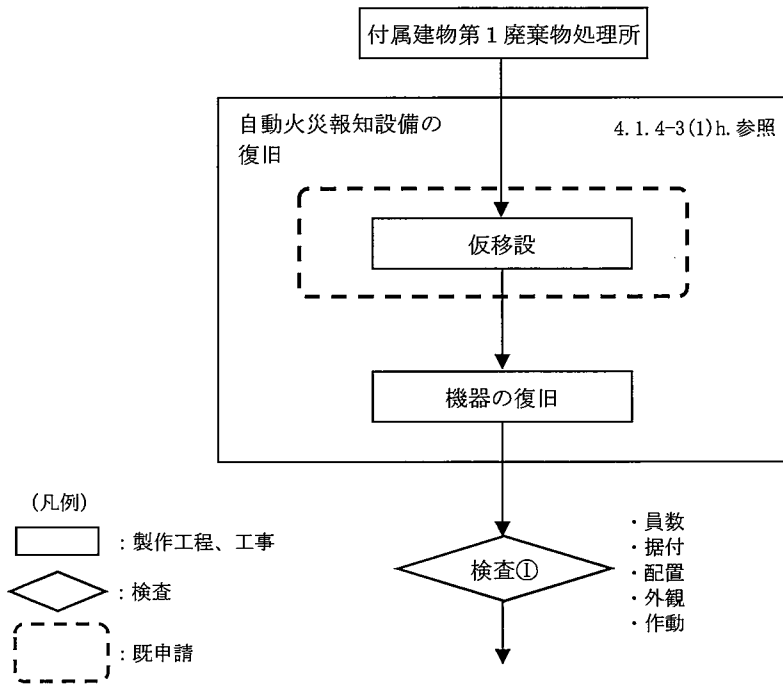 付属建物第１廃棄物処理所
自動火災報知設備の
復旧
4.1.4-3(1)h.参照
仮移設
機器の復旧
検査①
・員数
・据付
・配置
・外観
・作動
(凡例)
：製作工程、工事
：検査
：既申請